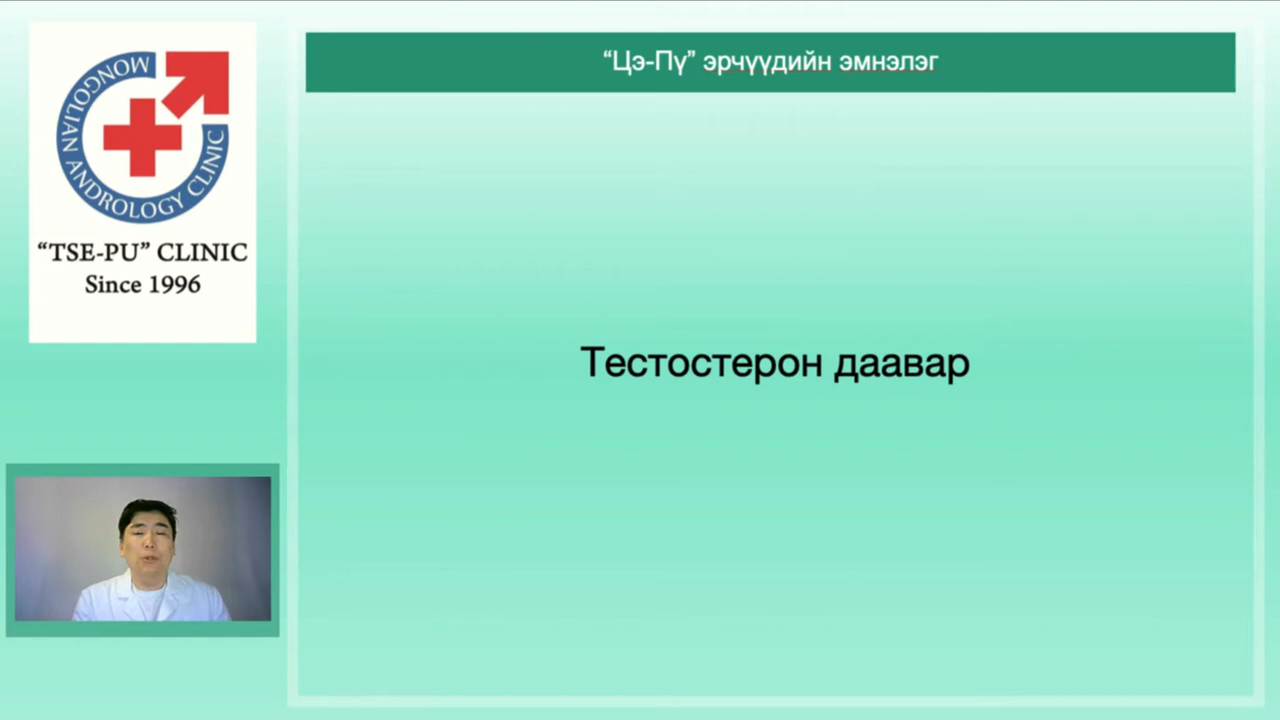 MONGOLIAN ANDROLOGY CLINIC
“TSE-PU” CLINIC
Since 1996
“Цэ-Пү” эрчүүдийн эмнэлэг
Тестостерон даавар